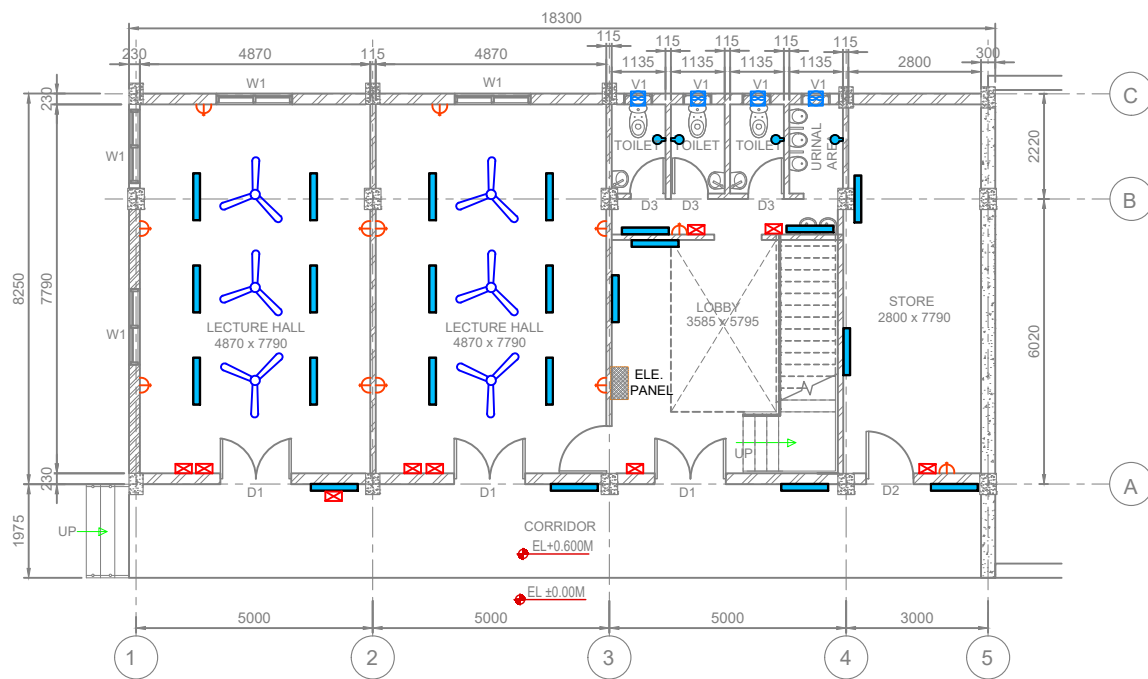 18300
230
4870
115
4870
115
115
115
115
300
1135
1135
1135
1135
2800
W1
W1
V1
V1
V1
V1
C
230
TOILET
TOILET
TOILET
URINAL
AREA
2220
W1
D3
D3
D3
B
8250
7790
LOBBY
3585 x 5795
STORE
2800 x 7790
6020
W1
LECTURE HALL
4870 x 7790
LECTURE HALL
4870 x 7790
ELE.
PANEL
UP
230
D1
D1
D1
D2
A
1975
UP
CORRIDOR
EL+0.600M
EL ±0.00M
5000
5000
5000
3000
1
2
3
4
5